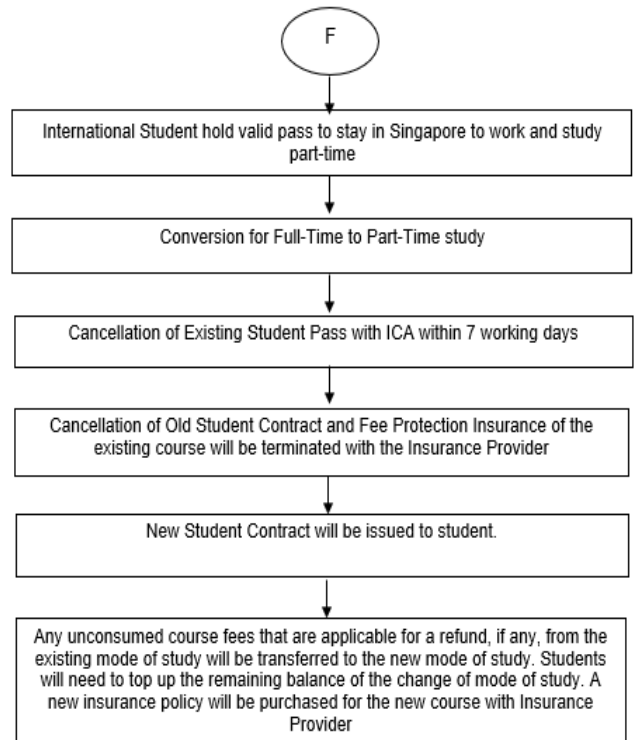 F
International Student hold valid pass to stay in Singapore to work and study
part-time
Conversion for Full-Time to Part-Time study
Cancellation of Existing Student Pass with ICA within 7 working days
Cancellation of Old Student Contract and Fee Protection Insurance of the
existing course will be terminated with the Insurance Provider
New Student Contract will be issued to student.
Any unconsumed course fees that are applicable for a refund, if any, from the
existing mode of study will be transferred to the new mode of study. Students
will need to top up the remaining balance of the change of mode of study. A
new insurance policy will be purchased for the new course with Insurance
Provider